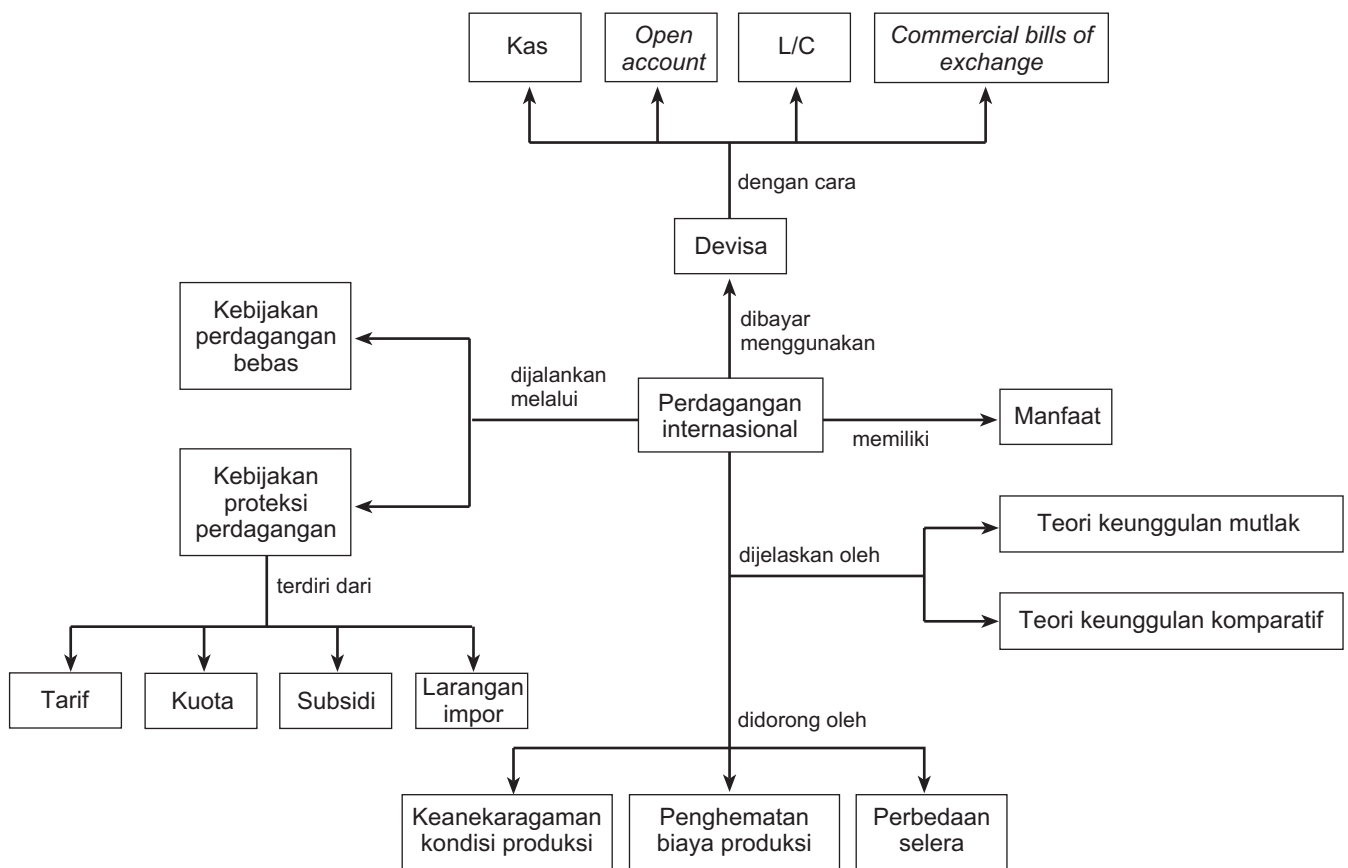 Kas
Open
account
L/C
Commercial bills of
exchange
dengan cara
Devisa
dibayar
menggunakan
Kebijakan
perdagangan
bebas
dijalankan
melalui
Perdagangan
internasional
memiliki
Manfaat
Kebijakan
proteksi
perdagangan
terdiri dari
Tarif
Kuota
Subsidi
Larangan
impor
dijelaskan oleh
Teori keunggulan mutlak
Teori keunggulan komparatif
didorong oleh
Keanekaragaman
kondisi produksi
Penghematan
biaya produksi
Perbedaan
selera